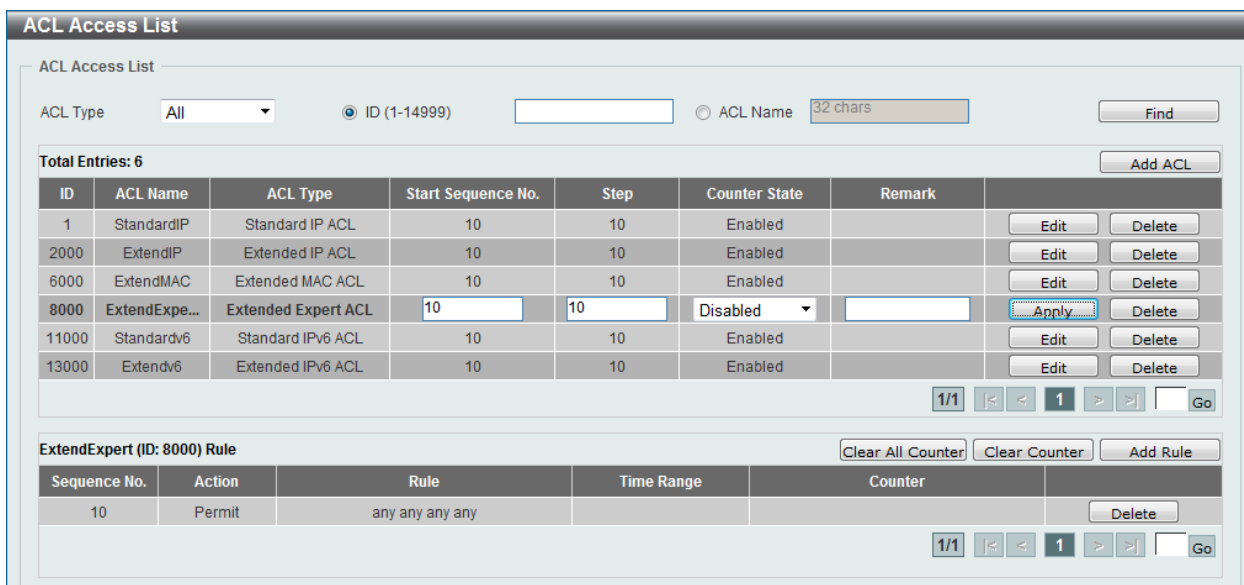 ACL Access List
ACL Access List
ACL Type All ID (1-14999) ACL Name 32 chars Find
Total Entries: 6 Add ACL
ID ACL Name ACL Type Start Sequence No. Step Counter State Remark
1 StandardIP Standard IP ACL 10 10 Enabled Edit Delete
2000 ExtendIP Extended IP ACL 10 10 Enabled Edit Delete
6000 ExtendMAC Extended MAC ACL 10 10 Enabled Edit Delete
8000 ExtendExpe... Extended Expert ACL 10 10 Disabled Apply Delete
11000 Standardv6 Standard IPv6 ACL 10 10 Enabled Edit Delete
13000 Extendv6 Extended IPv6 ACL 10 10 Enabled Edit Delete
1/1 |< < 1 > >| Go
ExtendExpert (ID: 8000) Rule Clear All Counter Clear Counter Add Rule
Sequence No. Action Rule Time Range Counter
10 Permit any any any any Delete
1/1 |< < 1 > >| Go